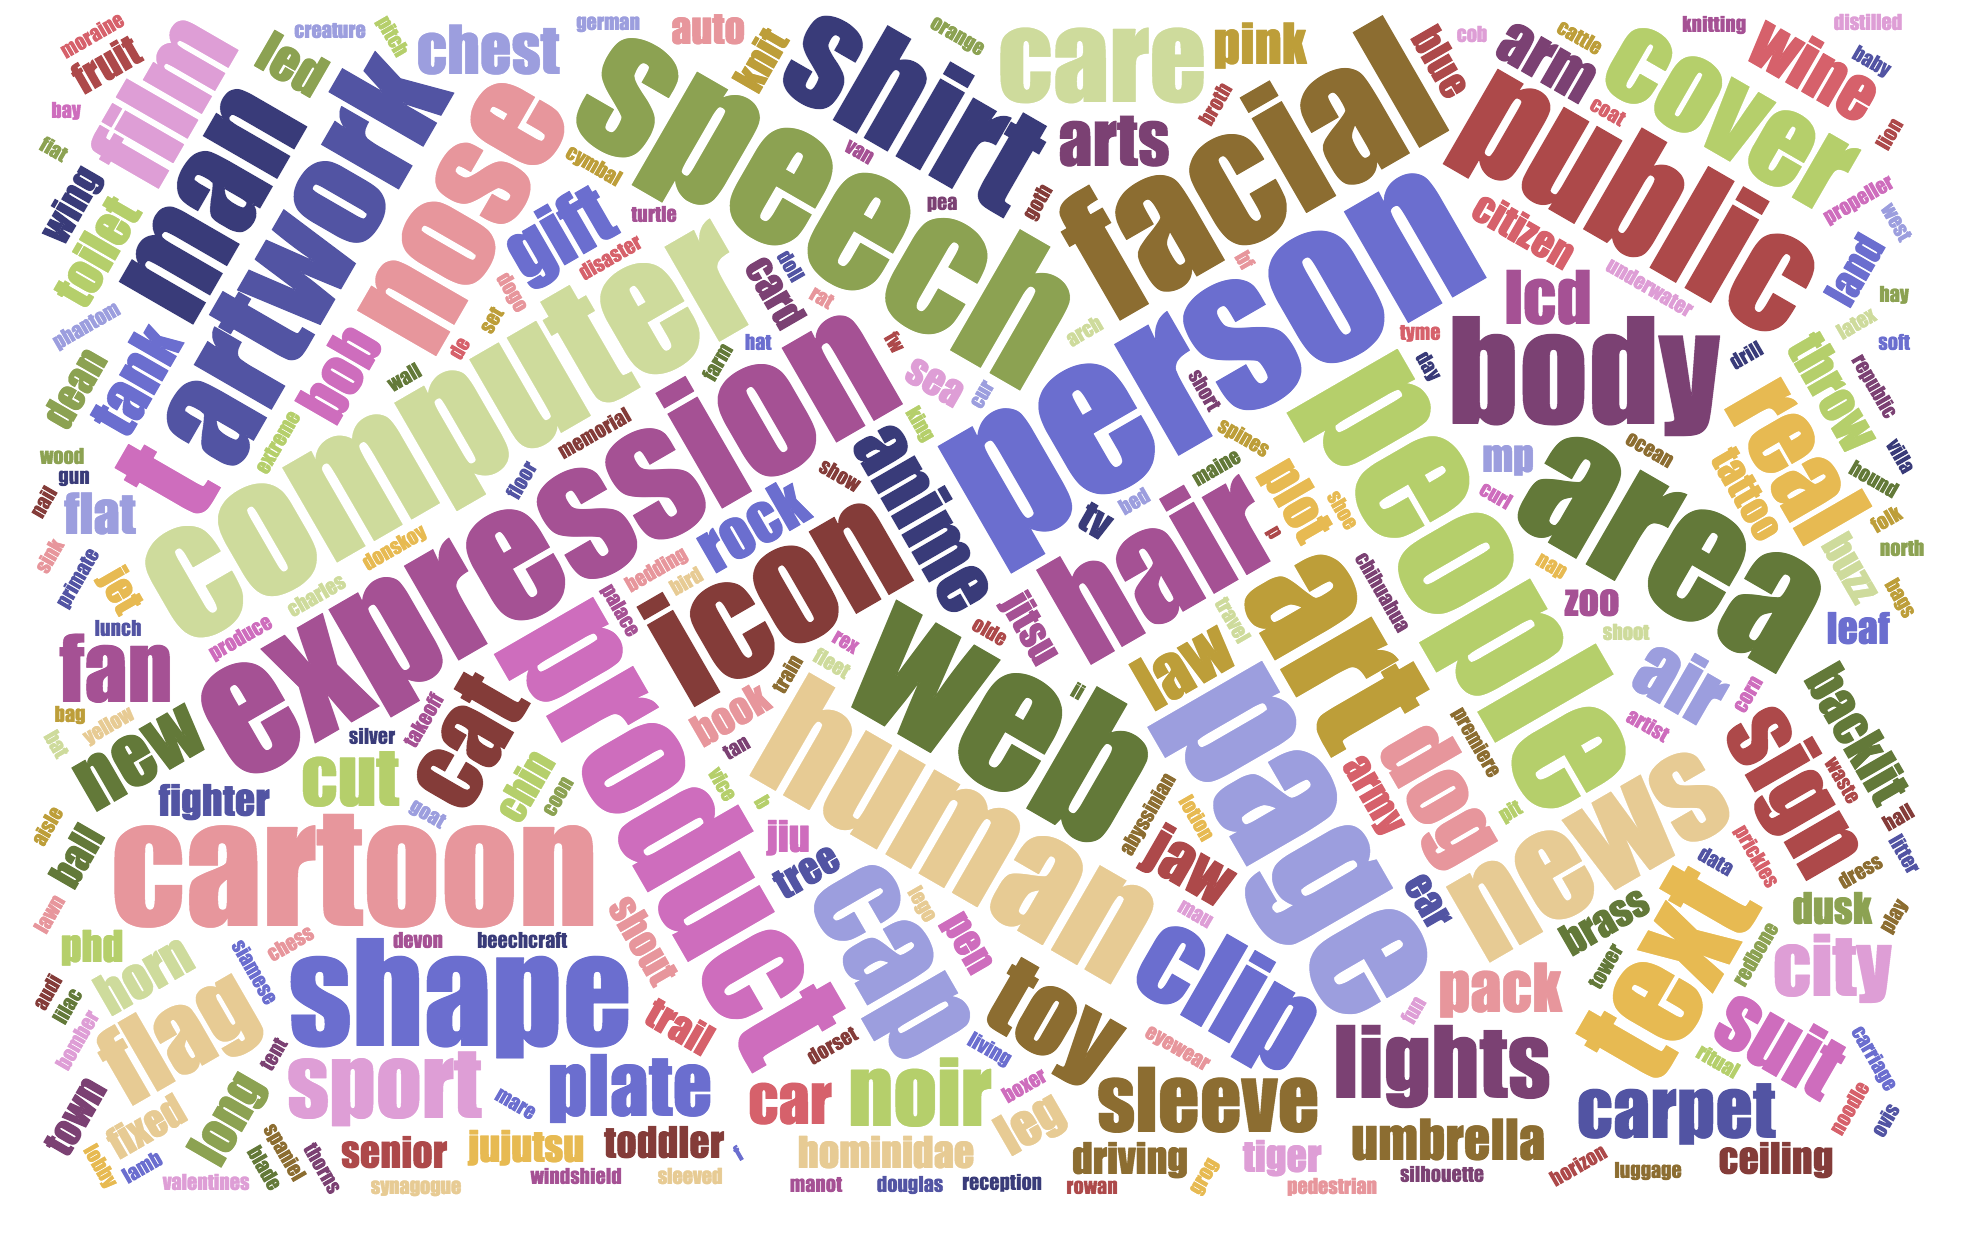 moraine
fruit
film
led
creature
pitch
chest
german
auto
knit
shirt
orange
care
pink
blue
cob
arm
cattle
cover
knitting
wine
distilled
baby
bay
fiat
man
artwork
nose
speech
cymbal
van
arts
broth
facial
public
coat
lion
wing
toilet
gift
turtle
disaster
pea
goth
citizen
propeller
west
phantom
dogo
set
computer
card
doll
rat
arch
hr
person
lcd
underwater
land
hay
dean
tank
bob
de
wall
farm
hat
fw
sea
cur
tyme
day
body
drill
latex
soft
throw
republic
t
extreme
expression
memorial
king
short
people
real
wood
gun
nail
flat
floor
show
anime
spines
maine
plot
shoe
mp
curl
area
ocean
tattoo
villa
hound
folk
sink
primate
jet
donskoy
rock
icon
tv
bed
hair
p
nap
buzz
north
bags
charles
bedding
bird
palace
jitsu
olde
art
chihuahua
zoo
shoot
leaf
lunch
produce
fan
product
rex
fleet
web
li
law
travel
air
corn
backlit
bag
yellow
frat
new
silver
takeoff
cat
book
train
tan
human
page
premiere
artist
sign
waste
fighter
cut
chin
coon
goat
vice
b
abyssinian
lotion
army
dog
pit
news
hall
aisle
ball
cartoon
jiu
tree
jaw
ear
data
prickles
dress
litter
lawn
phd
horn
siamese
chess
devon
beechcraft
shout
cap
lego
pen
mau
clip
brass
text
dusk
play
audi
lilac
bomber
flag
shape
trail
toy
fun
pack
tower
redbone
city
tent
sport
mare
plate
dorset
living
eyewear
lights
suit
ritual
carriage
town
fixed
long
car
noir
boxer
leg
sleeve
carpet
noodle
ovis
lobby
lamb
blade
spaniel
thorns
senior
jujutsu
toddler
f
hominidae
driving
grog
tiger
umbrella
horizon
ceiling
valentines
synagogue
windshield
sleeved
manot
douglas
reception
rowan
pedestrian
silhouette
luggage